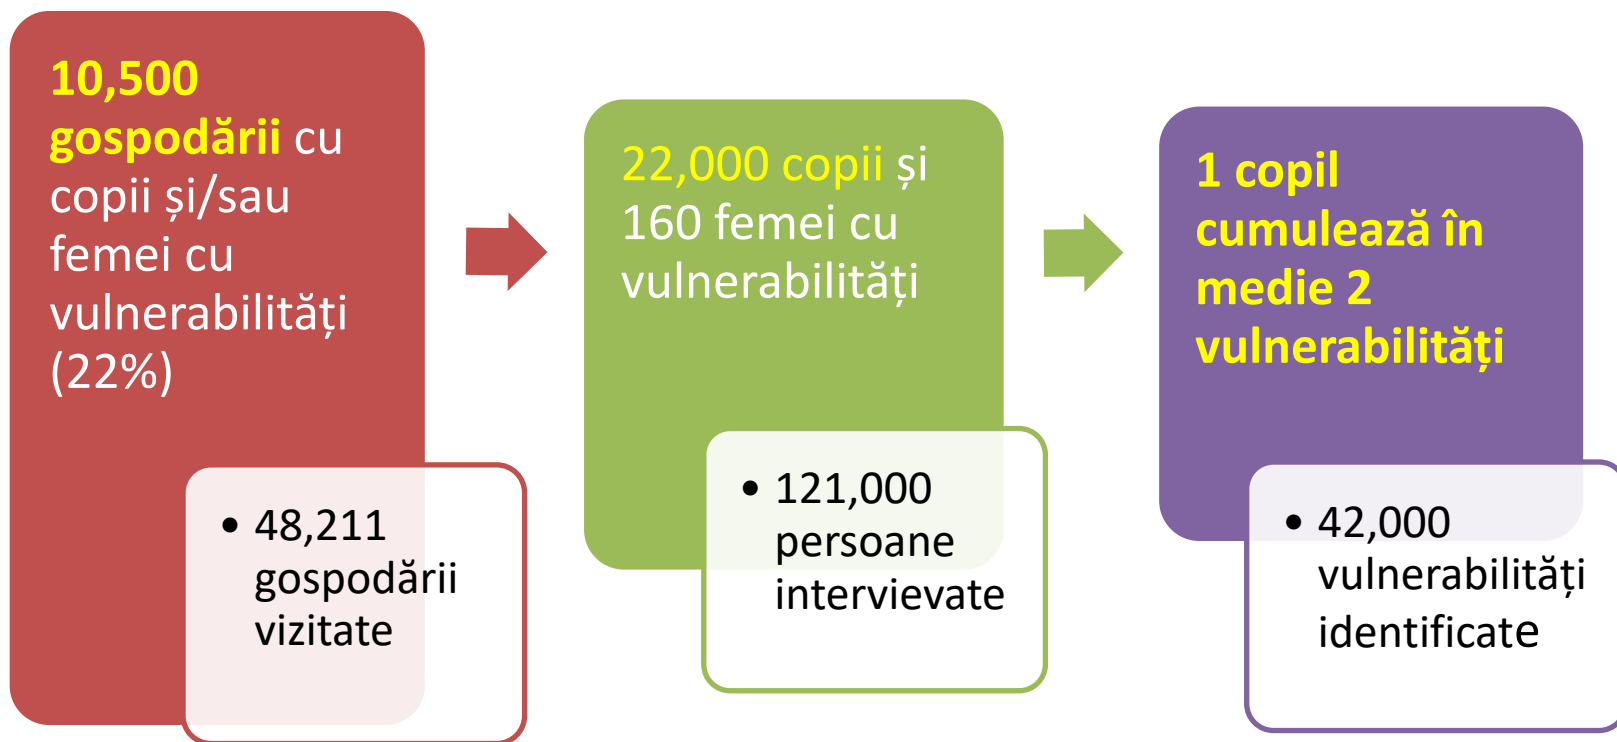 10,500
gospodării cu
copii și/sau
femei cu
vulnerabilități
(22%)
• 48,211
gospodării
vizitate
22,000 copii și
160 femei cu
vulnerabilități
• 121,000
persoane
intervievate
1 copil
cumulează în
medie 2
vulnerabilități
• 42,000
vulnerabilități
identificate